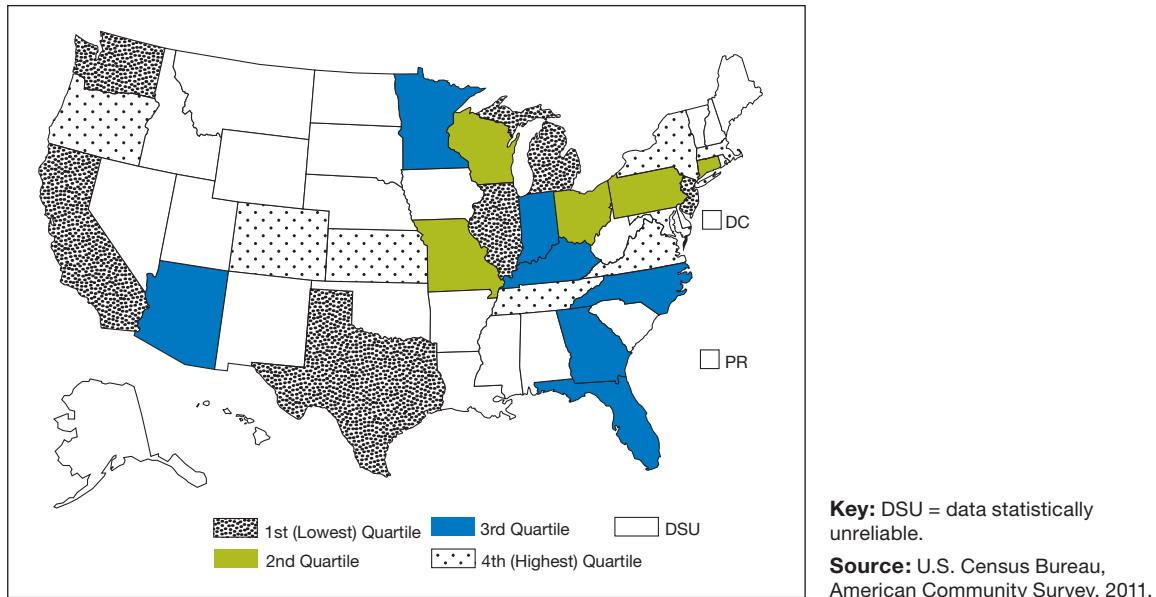 DC
PR
1st (Lowest) Quartile
3rd Quartile
DSU
2nd Quartile
4th (Highest) Quartile
Key: DSU = data statistically
unreliable.
Source: U.S. Census Bureau,
American Community Survey, 2011.